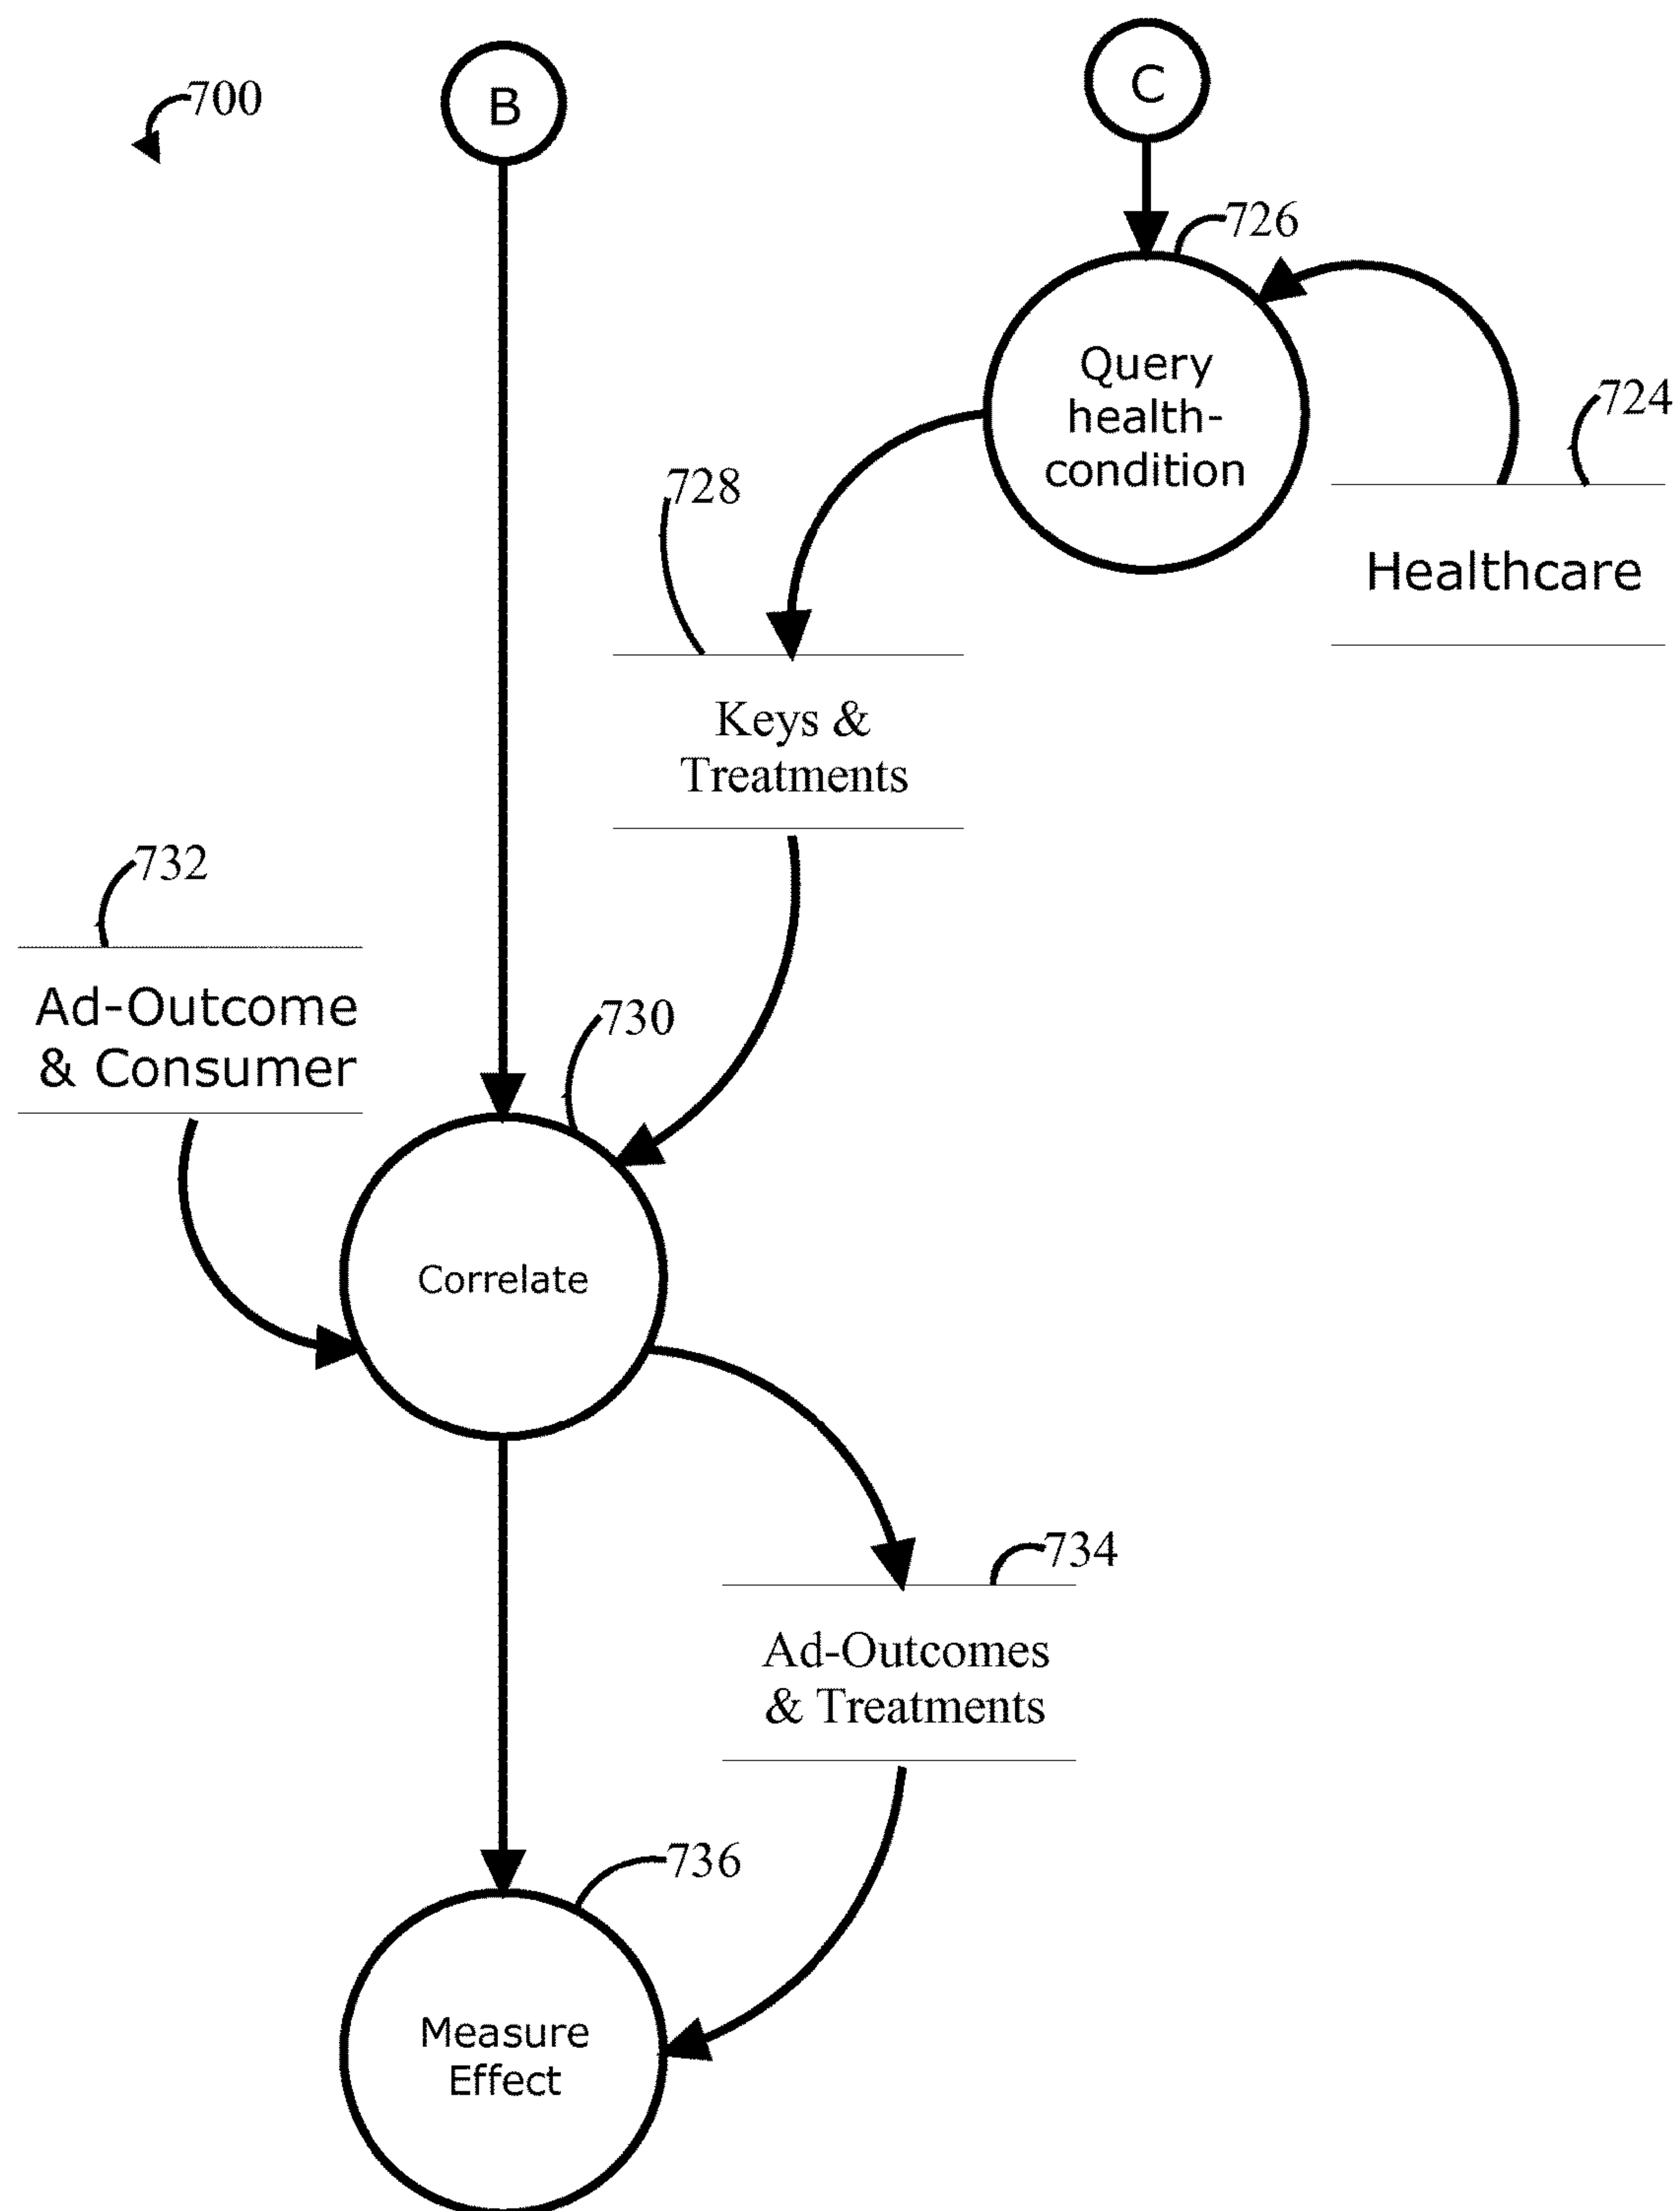 700
B
C
726
Query
health-
condition
724
Healthcare
728
Keys &
Treatments
732
Ad-Outcome
& Consumer
730
Correlate
734
Ad-Outcomes
& Treatments
736
Measure
Effect